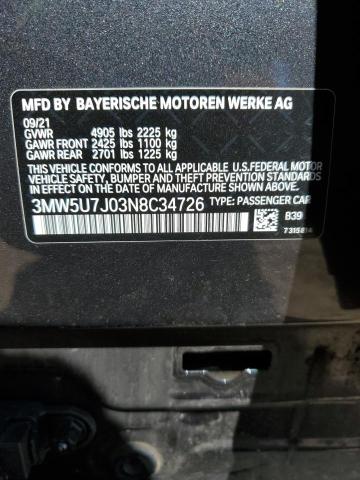 MFD BY BAYERISCHE MOTOREN WERKE AG
09/21
GVWR 4905 lbs 2225 kg
GAWR FRONT 2425 lbs 1100 kg
GAWR REAR 2701 lbs 1225 kg
THIS VEHICLE CONFORMS TO ALL APPLICABLE U.S.FEDERAL MOTOR
VEHICLE SAFETY, BUMPER AND THEFT PREVENTION STANDARDS
IN EFFECT ON THE DATE OF MANUFACTURE SHOWN ABOVE.
3MW5U7J03N8C34726 TYPE: PASSENGER CAR
B39
7315814